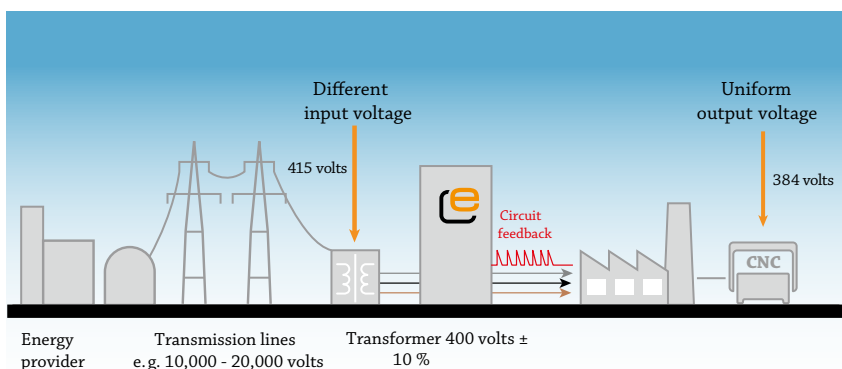 Different
input voltage
Uniform
output voltage
415 volts
384 volts
e
Circuit
feedback
CNC
Energy
provider
Transmission lines
e.g. 10,000 - 20,000 volts
Transformer 400 volts ±
10 %